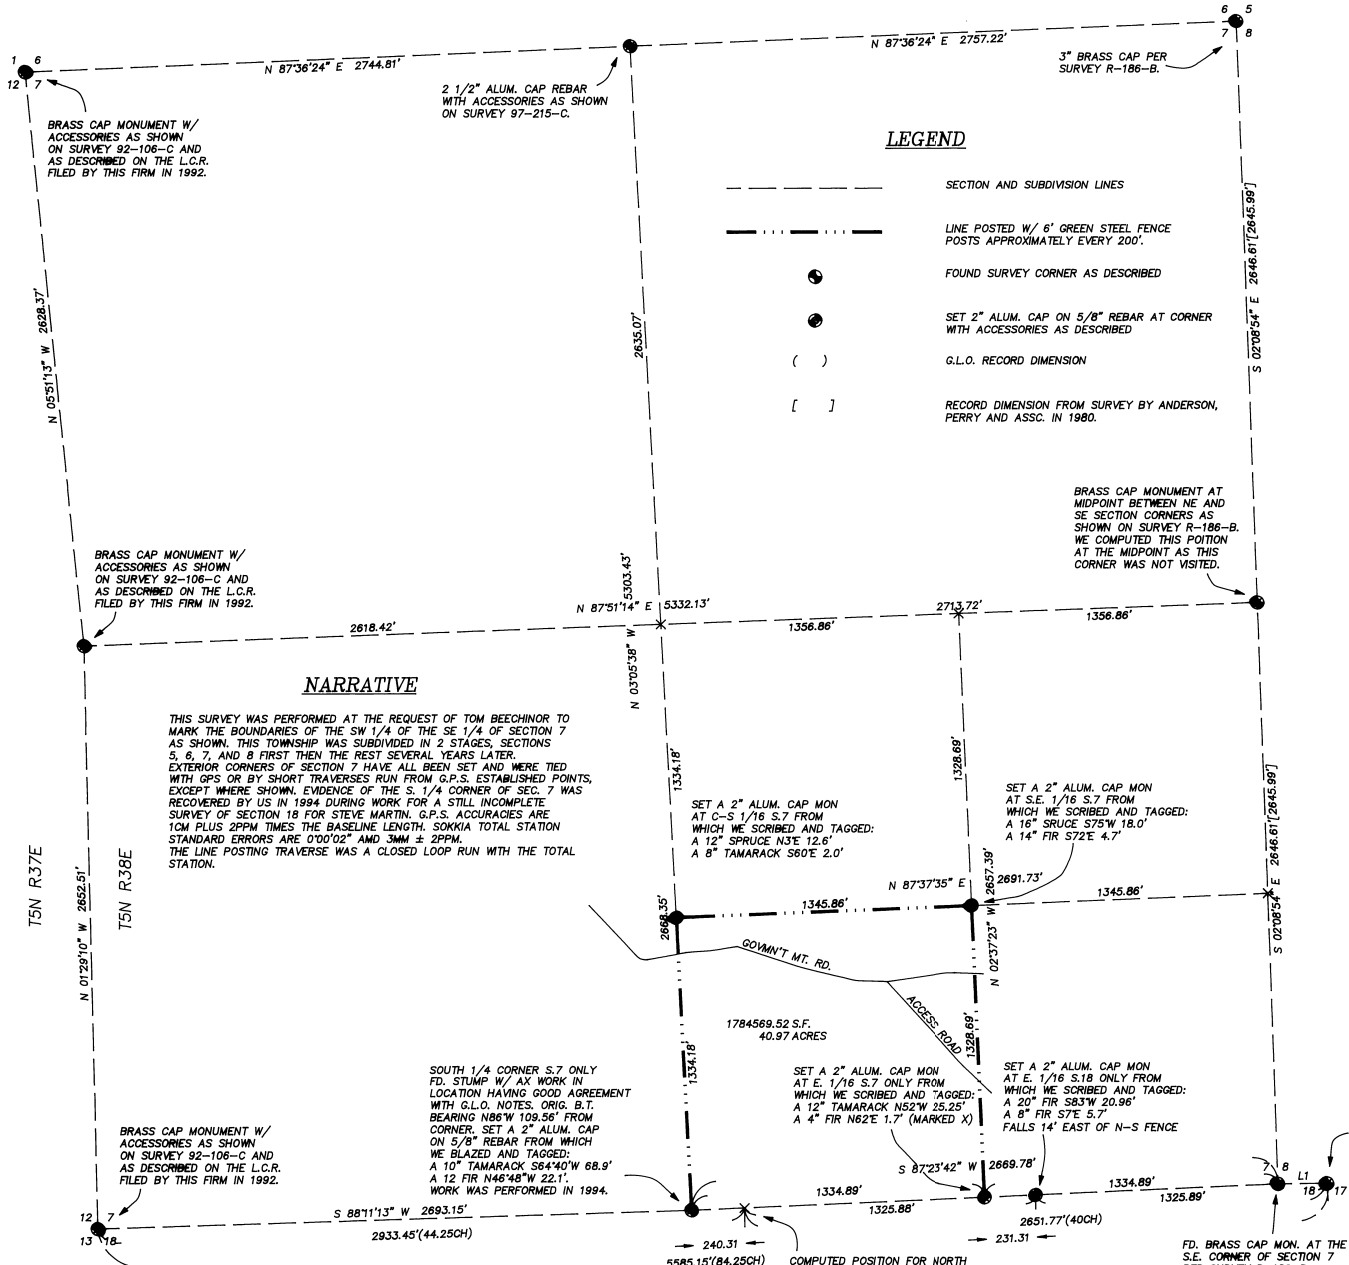 6 5
7 8
N 87°36'24" E 2757.22'
3" BRASS CAP PER
SURVEY R-186-B.
1 6
12 7
N 87°36'24" E 2744.81'
2 1/2" ALUM. CAP REBAR
WITH ACCESSORIES AS SHOWN
ON SURVEY 97-215-C.
BRASS CAP MONUMENT W/
ACCESSORIES AS SHOWN
ON SURVEY 92-106-C AND
AS DESCRIBED ON THE L.C.R.
FILED BY THIS FIRM IN 1992.
LEGEND
SECTION AND SUBDIVISION LINES
LINE POSTED W/ 6' GREEN STEEL FENCE
POSTS APPROXIMATELY EVERY 200'.
FOUND SURVEY CORNER AS DESCRIBED
SET 2" ALUM. CAP ON 5/8" REBAR AT CORNER
WITH ACCESSORIES AS DESCRIBED
( )
G.L.O. RECORD DIMENSION
[ ]
RECORD DIMENSION FROM SURVEY BY ANDERSON,
PERRY AND ASSC. IN 1980.
N 05°51'13" W 2628.37'
2635.07'
S 02°08'54" E 2646.61'[2645.99']
BRASS CAP MONUMENT AT
MIDPOINT BETWEEN NE AND
SE SECTION CORNERS AS
SHOWN ON SURVEY R-186-B.
WE COMPUTED THIS POITION
AT THE MIDPOINT AS THIS
CORNER WAS NOT VISITED.
BRASS CAP MONUMENT W/
ACCESSORIES AS SHOWN
ON SURVEY 92-106-C AND
AS DESCRIBED ON THE L.C.R.
FILED BY THIS FIRM IN 1992.
N 03°05'38" W 5303.43'
N 87°51'14" E 5332.13'
2713.72'
2618.42'
1356.86'
1356.86'
NARRATIVE
THIS SURVEY WAS PERFORMED AT THE REQUEST OF TOM BEECHINOR TO
MARK THE BOUNDARIES OF THE SW 1/4 OF THE SE 1/4 OF SECTION 7
AS SHOWN. THIS TOWNSHIP WAS SUBDIVIDED IN 2 STAGES, SECTIONS
5, 6, 7, AND 8 FIRST THEN THE REST SEVERAL YEARS LATER.
EXTERIOR CORNERS OF SECTION 7 HAVE ALL BEEN SET AND WERE TIED
WITH GPS OR BY SHORT TRAVERSES RUN FROM G.P.S. ESTABLISHED POINTS,
EXCEPT WHERE SHOWN. EVIDENCE OF THE S. 1/4 CORNER OF SEC. 7 WAS
RECOVERED BY US IN 1994 DURING WORK FOR A STILL INCOMPLETE
SURVEY OF SECTION 18 FOR STEVE MARTIN. G.P.S. ACCURACIES ARE
1CM PLUS 2PPM TIMES THE BASELINE LENGTH. SOKKIA TOTAL STATION
STANDARD ERRORS ARE 0°00'02" AMD 3MM ± 2PPM.
THE LINE POSTING TRAVERSE WAS A CLOSED LOOP RUN WITH THE TOTAL
STATION.
1334.18'
1328.69'
SET A 2" ALUM. CAP MON
AT C-S 1/16 S.7 FROM
WHICH WE SCRIBED AND TAGGED:
A 12" SPRUCE N3°E 12.6'
A 8" TAMARACK S60°E 2.0'
SET A 2" ALUM. CAP MON
AT S.E. 1/16 S.7 FROM
WHICH WE SCRIBED AND TAGGED:
A 16" SRUCE S75°W 18.0'
A 14" FIR S72°E 4.7'
S 02°08'54" E 2646.61'[2645.99']
T5N R37E
T5N R38E
N 01°29'10" W 2652.51'
2668.35'
N 87°37'35" E
2691.73'
N 02°37'23" W 2657.39'
1345.86'
1345.86'
GOVMN'T MT. RD.
ACCESS ROAD
1784569.52 S.F.
40.97 ACRES
1334.18'
1328.69'
SOUTH 1/4 CORNER S.7 ONLY
FD. STUMP W/ AX WORK IN
LOCATION HAVING GOOD AGREEMENT
WITH G.L.O. NOTES. ORIG. B.T.
BEARING N86°W 109.56' FROM
CORNER. SET A 2" ALUM. CAP
ON 5/8" REBAR FROM WHICH
WE BLAZED AND TAGGED:
A 10" TAMARACK S64°40'W 68.9'
A 12 FIR N46°48"W 22.1'.
WORK WAS PERFORMED IN 1994.
SET A 2" ALUM. CAP MON
AT E. 1/16 S.7 ONLY FROM
WHICH WE SCRIBED AND TAGGED:
A 12" TAMARACK N52°W 25.25'
A 4" FIR N62°E 1.7' (MARKED X)
SET A 2" ALUM. CAP MON
AT E. 1/16 S.18 ONLY FROM
WHICH WE SCRIBED AND TAGGED:
A 20" FIR S83°W 20.96'
A 8" FIR S7°E 5.7'
FALLS 14' EAST OF N-S FENCE
BRASS CAP MONUMENT W/
ACCESSORIES AS SHOWN
ON SURVEY 92-106-C AND
AS DESCRIBED ON THE L.C.R.
FILED BY THIS FIRM IN 1992.
S 87°23'42" W 2669.78'
7 8
L1
18 17
1334.89'
1334.89'
1325.88'
1325.89'
12 7
13 18
S 88°11'13" W 2693.15'
2933.45'(44.25CH)
2651.77'(40CH)
240.31
231.31
5585.15'(84.25CH)
COMPUTED POSITION FOR NORTH
FD. BRASS CAP MON. AT THE
S.E. CORNER OF SECTION 7